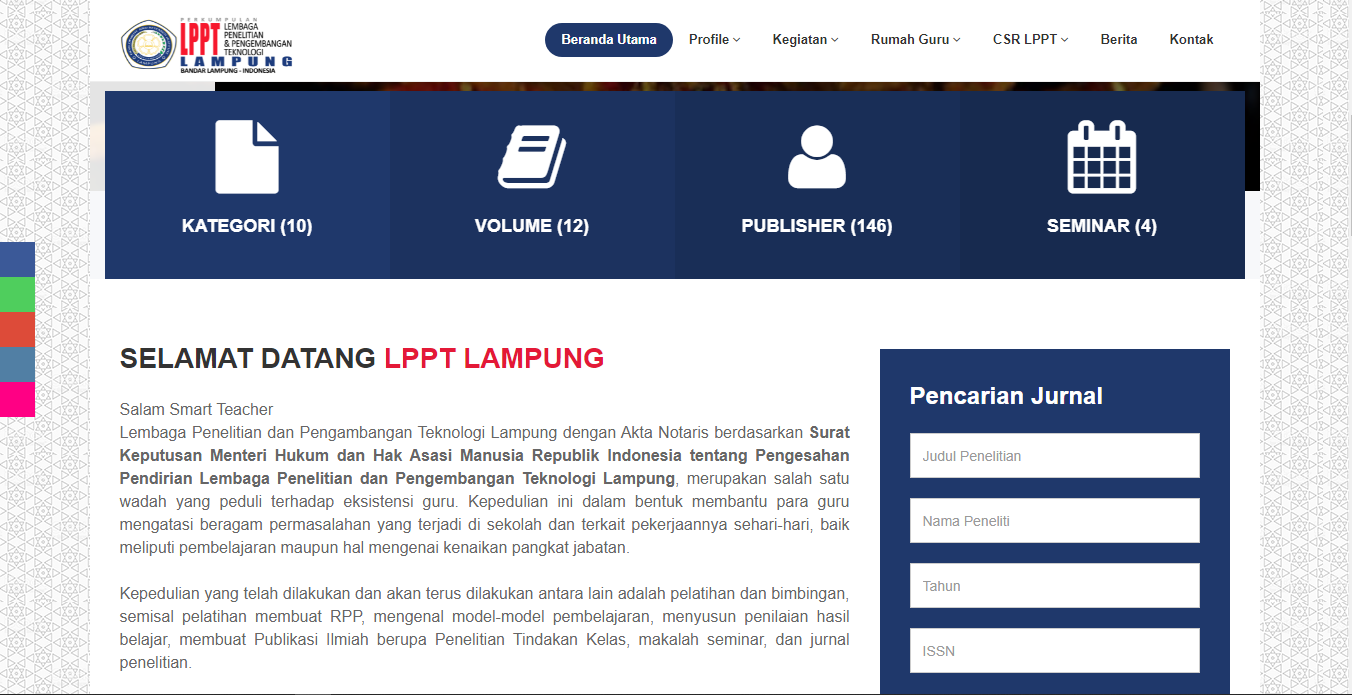 PERKUMPULAN
LPPT
LEMBAGA
PENELITIAN
& PENGEMBANGAN
TEKNOLOGI
LAMPUNG
BANDAR LAMPUNG - INDONESIA
Beranda Utama Profile Kegiatan Rumah Guru CSR LPPT Berita Kontak
KATEGORI (10) VOLUME (12) PUBLISHER (146) SEMINAR (4)
SELAMAT DATANG LPPT LAMPUNG
Salam Smart Teacher
Lembaga Penelitian dan Pengambangan Teknologi Lampung dengan Akta Notaris berdasarkan Surat
Keputusan Menteri Hukum dan Hak Asasi Manusia Republik Indonesia tentang Pengesahan
Pendirian Lembaga Penelitian dan Pengembangan Teknologi Lampung, merupakan salah satu
wadah yang peduli terhadap eksistensi guru. Kepedulian ini dalam bentuk membantu para guru
mengatasi beragam permasalahan yang terjadi di sekolah dan terkait pekerjaannya sehari-hari, baik
meliputi pembelajaran maupun hal mengenai kenaikan pangkat jabatan.
Kepedulian yang telah dilakukan dan akan terus dilakukan antara lain adalah pelatihan dan bimbingan,
semisal pelatihan membuat RPP, mengenal model-model pembelajaran, menyusun penilaian hasil
belajar, membuat Publikasi Ilmiah berupa Penelitian Tindakan Kelas, makalah seminar, dan jurnal
penelitian.
Pencarian Jurnal
Judul Penelitian
Nama Peneliti
Tahun
ISSN